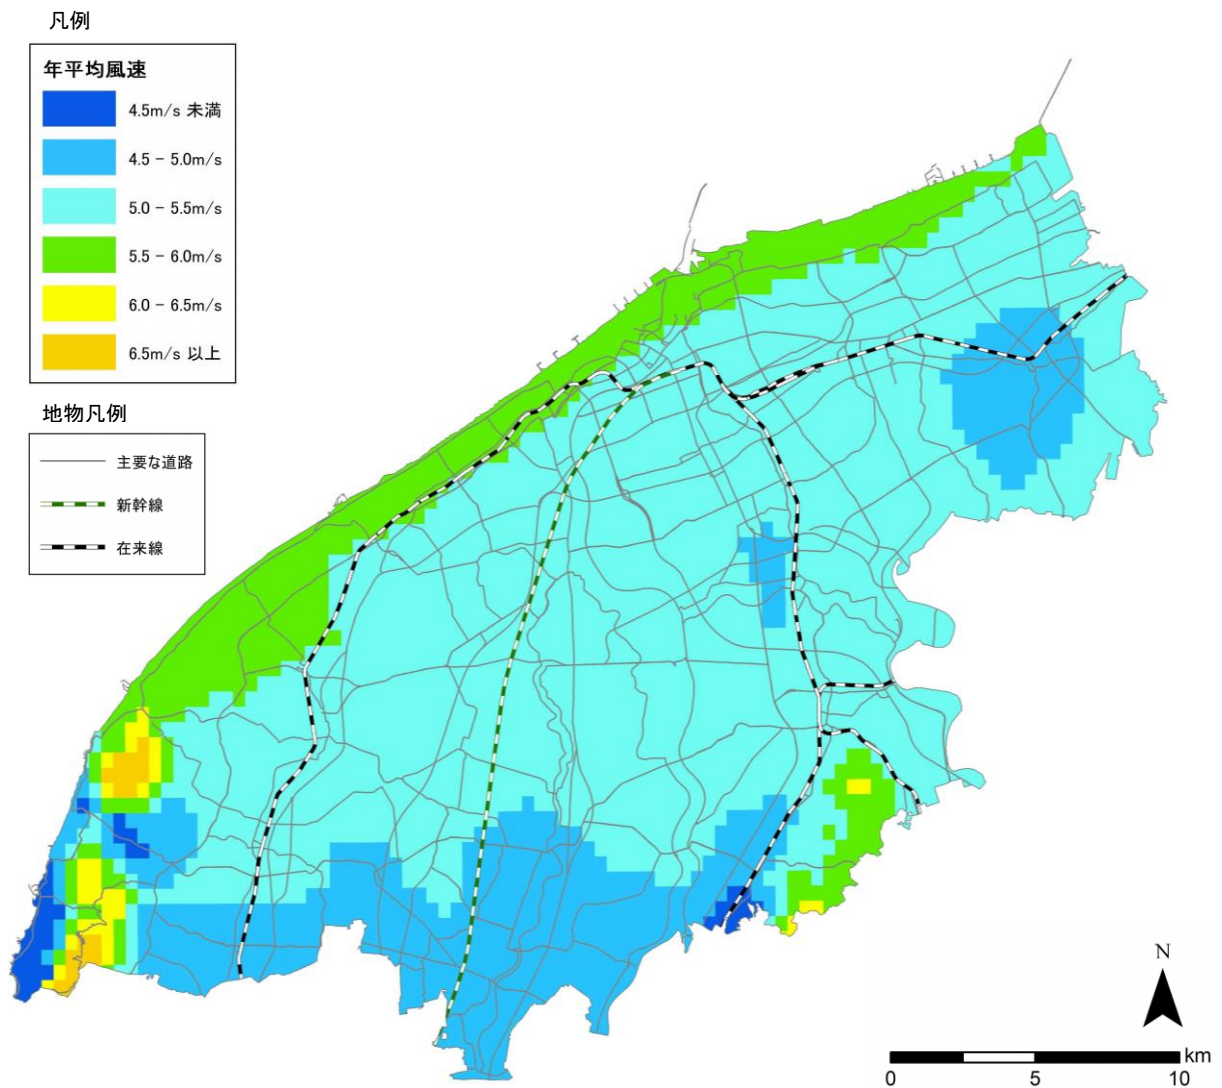 凡例
年平均風速
4.5m/s 未満
4.5 - 5.0m/s
5.0 - 5.5m/s
5.5 - 6.0m/s
6.0 - 6.5m/s
6.5m/s 以上
地物凡例
主要な道路
新幹線
在来線
N
km
0 5 10